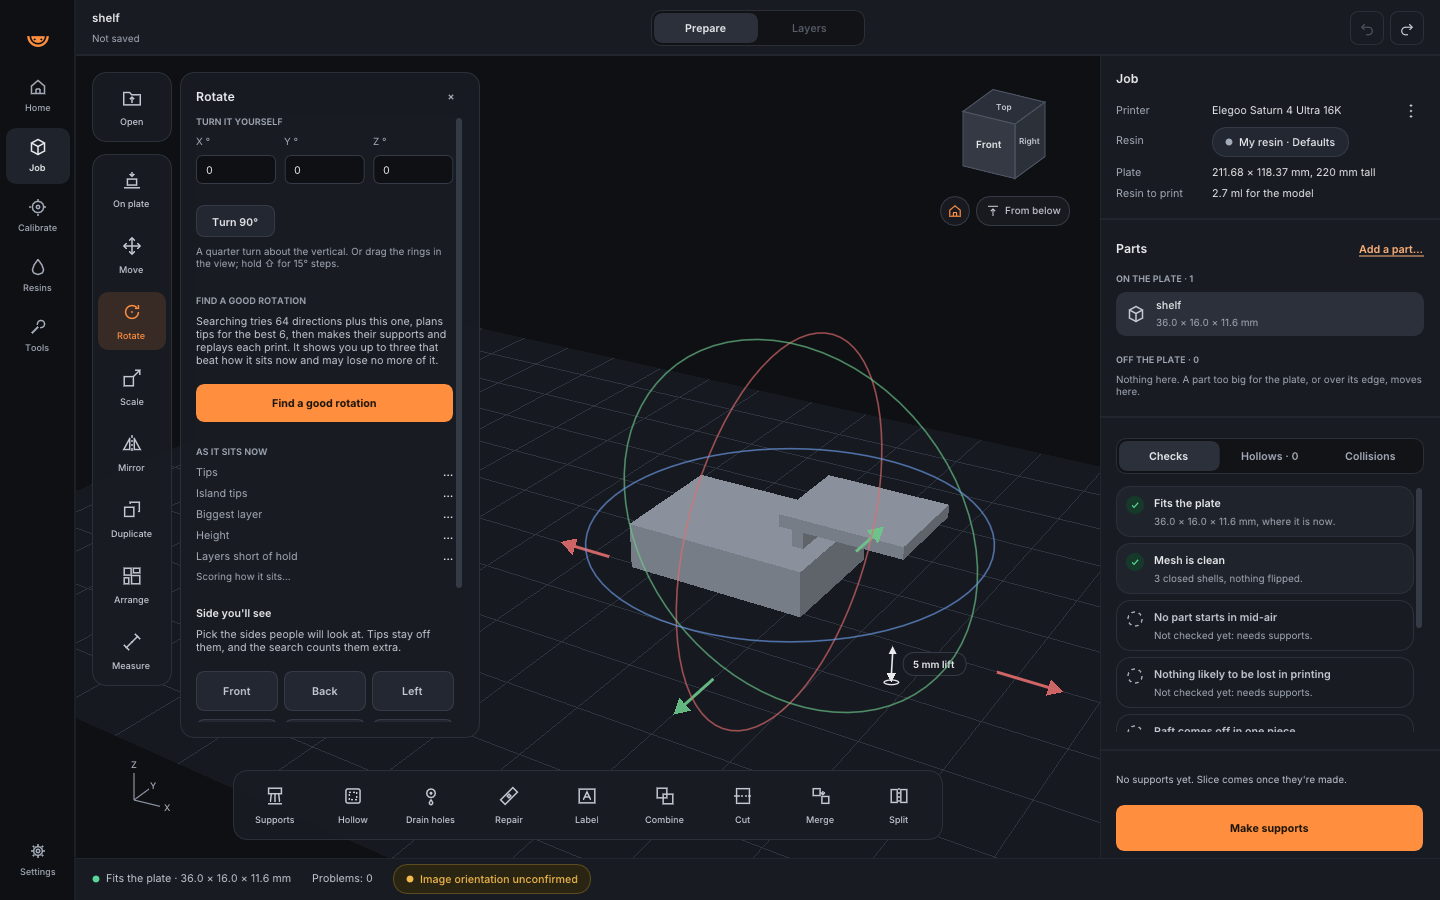 shelf
Not saved
Prepare
Layers
Home
Job
Calibrate
Resins
Tools
Settings
Open
On plate
Move
Rotate
Scale
Mirror
Duplicate
Arrange
Measure
Rotate
×
TURN IT YOURSELF
X °
Y °
Z °
0
0
0
Turn 90°
A quarter turn about the vertical. Or drag the rings in
the view; hold ⇧ for 15° steps.
FIND A GOOD ROTATION
Searching tries 64 directions plus this one, plans
tips for the best 6, then makes their supports and
replays each print. It shows you up to three that
beat how it sits now and may lose no more of it.
Find a good rotation
AS IT SITS NOW
Tips ...
Island tips ...
Biggest layer ...
Height ...
Layers short of hold ...
Scoring how it sits...
Side you'll see
Pick the sides people will look at. Tips stay off
them, and the search counts them extra.
Front
Back
Left
Top
Front
Right
From below
5 mm lift
Z
Y
X
Supports
Hollow
Drain holes
Repair
Label
Combine
Cut
Merge
Split
Job
Printer Elegoo Saturn 4 Ultra 16K
Resin My resin · Defaults
Plate 211.68 × 118.37 mm, 220 mm tall
Resin to print 2.7 ml for the model
Parts
Add a part...
ON THE PLATE · 1
shelf
36.0 × 16.0 × 11.6 mm
OFF THE PLATE · 0
Nothing here. A part too big for the plate, or over its edge, moves
here.
Checks
Hollows · 0
Collisions
Fits the plate
36.0 × 16.0 × 11.6 mm, where it is now.
Mesh is clean
3 closed shells, nothing flipped.
No part starts in mid-air
Not checked yet: needs supports.
Nothing likely to be lost in printing
Not checked yet: needs supports.
Raft comes off in one piece
No supports yet. Slice comes once they're made.
Make supports
Fits the plate · 36.0 × 16.0 × 11.6 mm
Problems: 0
Image orientation unconfirmed